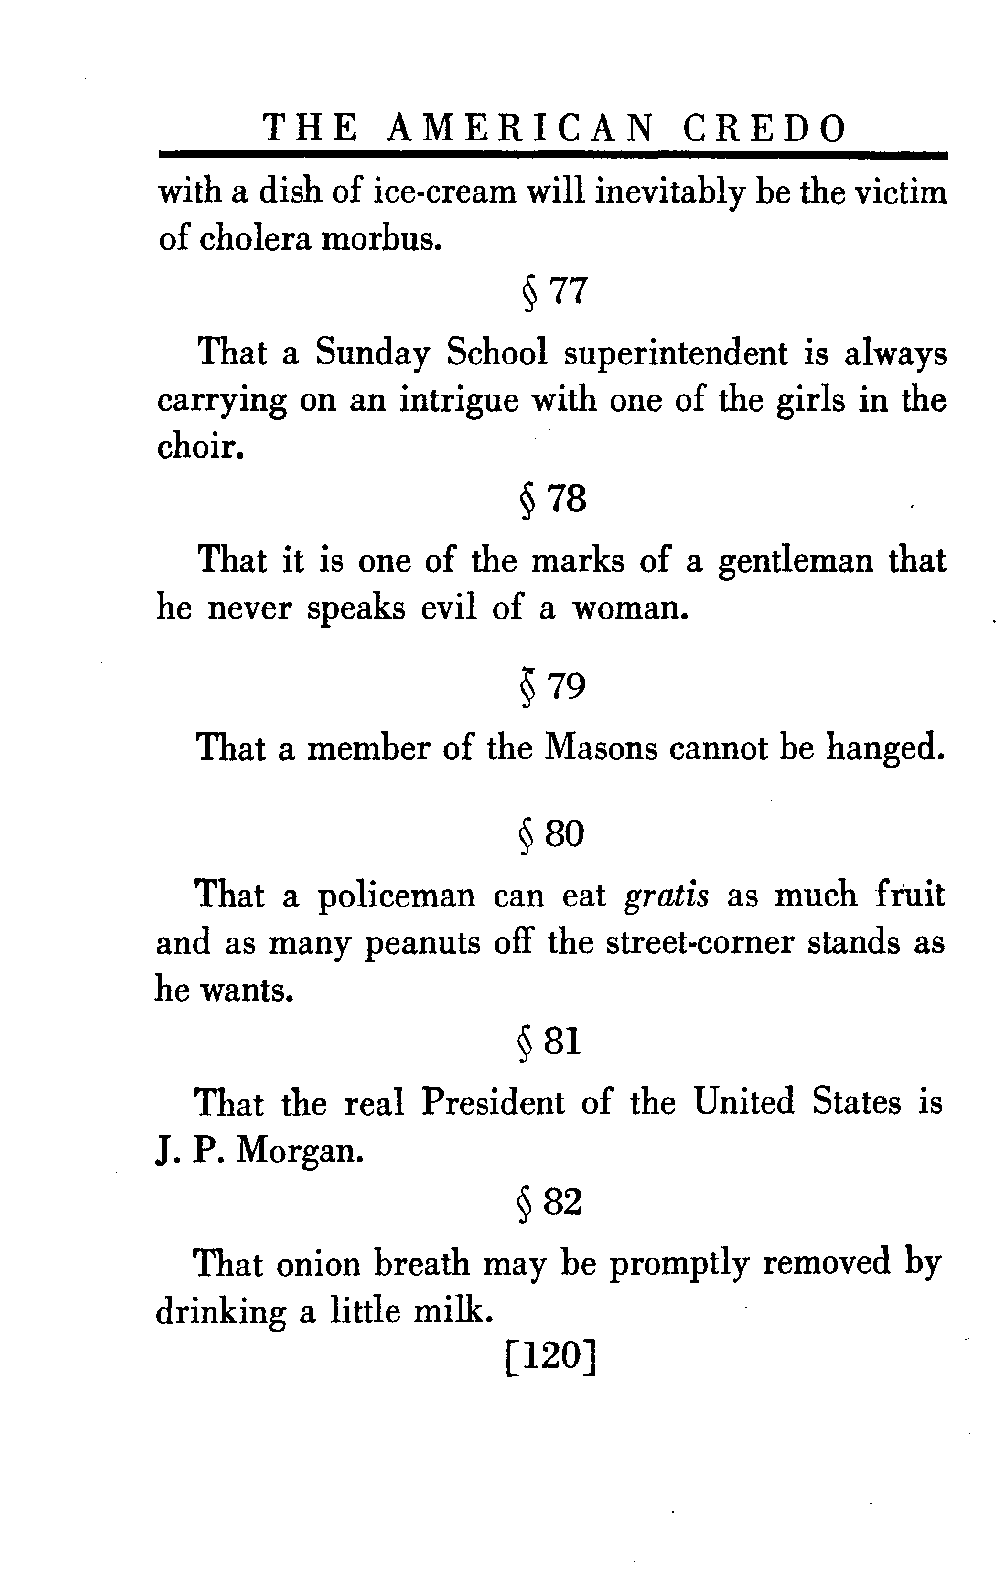 THE AMERICAN CREDO
with a dish of ice-cream will inevitably be the victim
of cholera morbus.
§ 77
That a Sunday School superintendent is always
carrying on an intrigue with one of the girls in the
choir.
§ 78
That it is one of the marks of a gentleman that
he never speaks evil of a woman.
§ 79
That a member of the Masons cannot be hanged.
§ 80
That a policeman can eat gratis as much fruit
and as many peanuts off the street-corner stands as
he wants.
§ 81
That the real President of the United States is
J. P. Morgan.
§ 82
That onion breath may be promptly removed by
drinking a little milk.
[120]